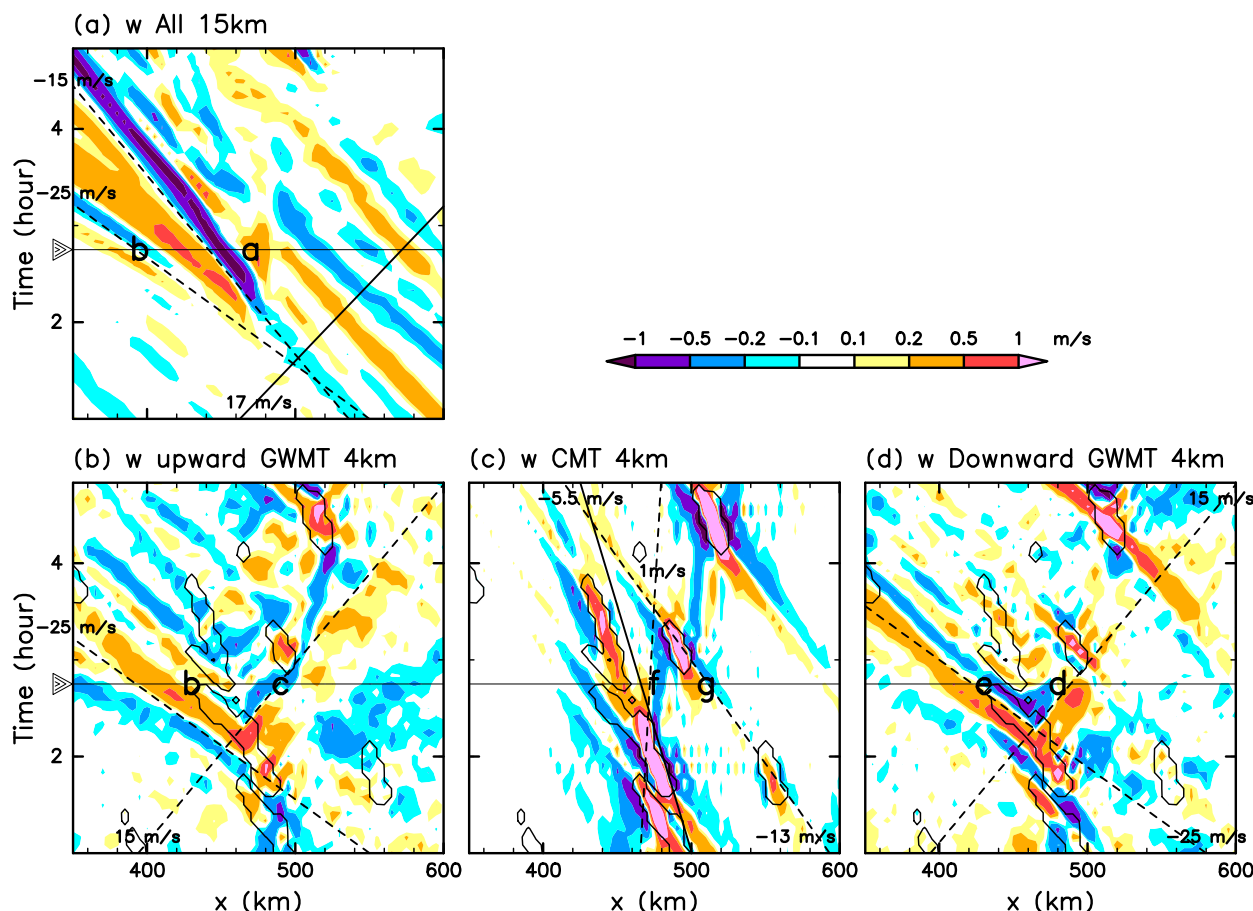 (a) w All 15km
-15 m/s
4
-25 m/s
b a
2
17 m/s
Time (hour)
-1 -0.5 -0.2 -0.1 0.1 0.2 0.5 1 m/s
(b) w upward GWMT 4km
4
-25 m/s
b c
2
15 m/s
Time (hour)
400 500 600
x (km)
(c) w CMT 4km
-5.5 m/s
1m/s
f g
-13 m/s
400 500 600
x (km)
(d) w Downward GWMT 4km
15 m/s
e d
-25 m/s
400 500 600
x (km)